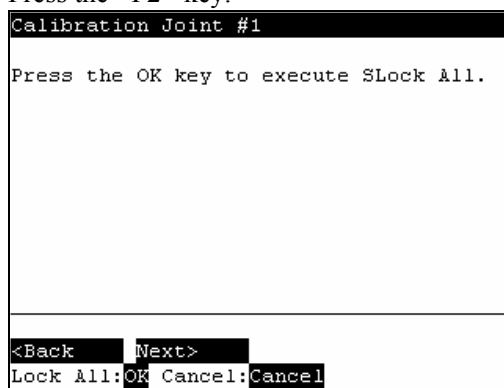 Press the "F2" key.
Calibration Joint #1
Press the OK key to execute SLock All.
<Back Next>
Lock All:OK Cancel:Cancel